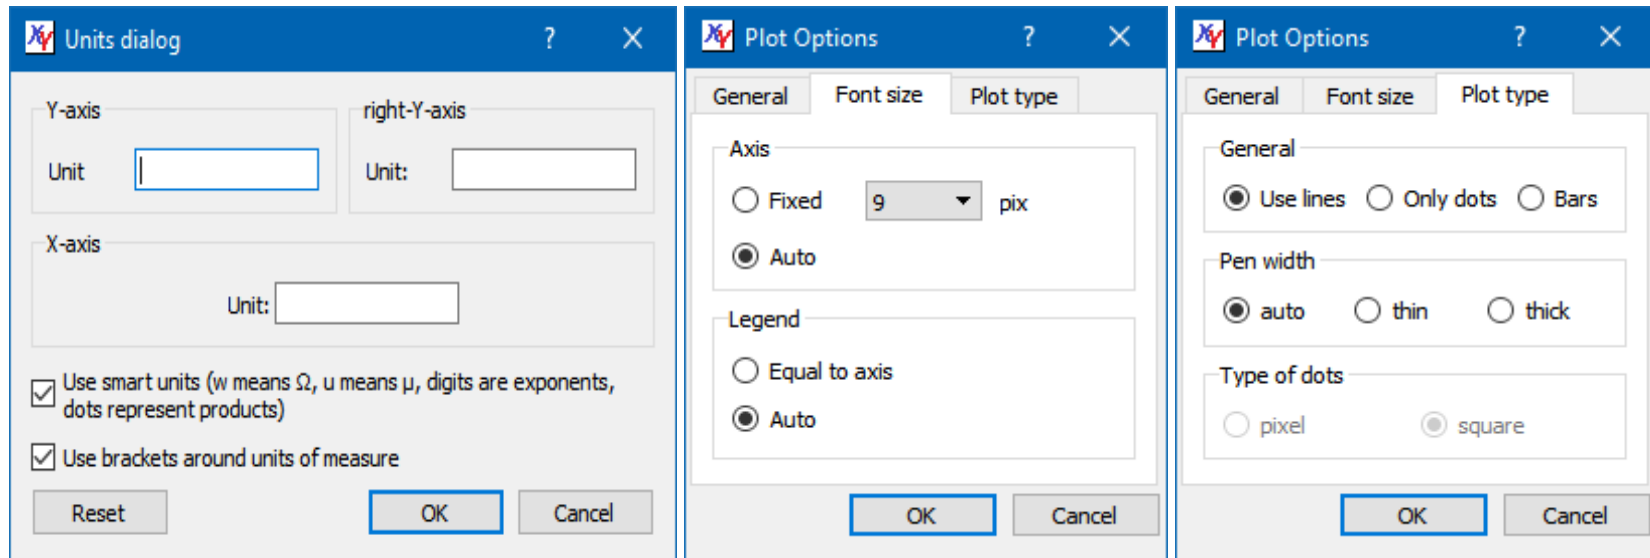 XY Units dialog ? X
Y-axis
Unit
right-Y-axis
Unit:
X-axis
Unit:
Use smart units (w means Ω, u means μ, digits are exponents,
dots represent products)
Use brackets around units of measure
Reset OK Cancel
XY Plot Options ? X
General Font size Plot type
Axis
Fixed 9 pix
Auto
Legend
Equal to axis
Auto
OK Cancel
XY Plot Options ? X
General Font size Plot type
General
Use lines Only dots Bars
Pen width
auto thin thick
Type of dots
pixel square
OK Cancel